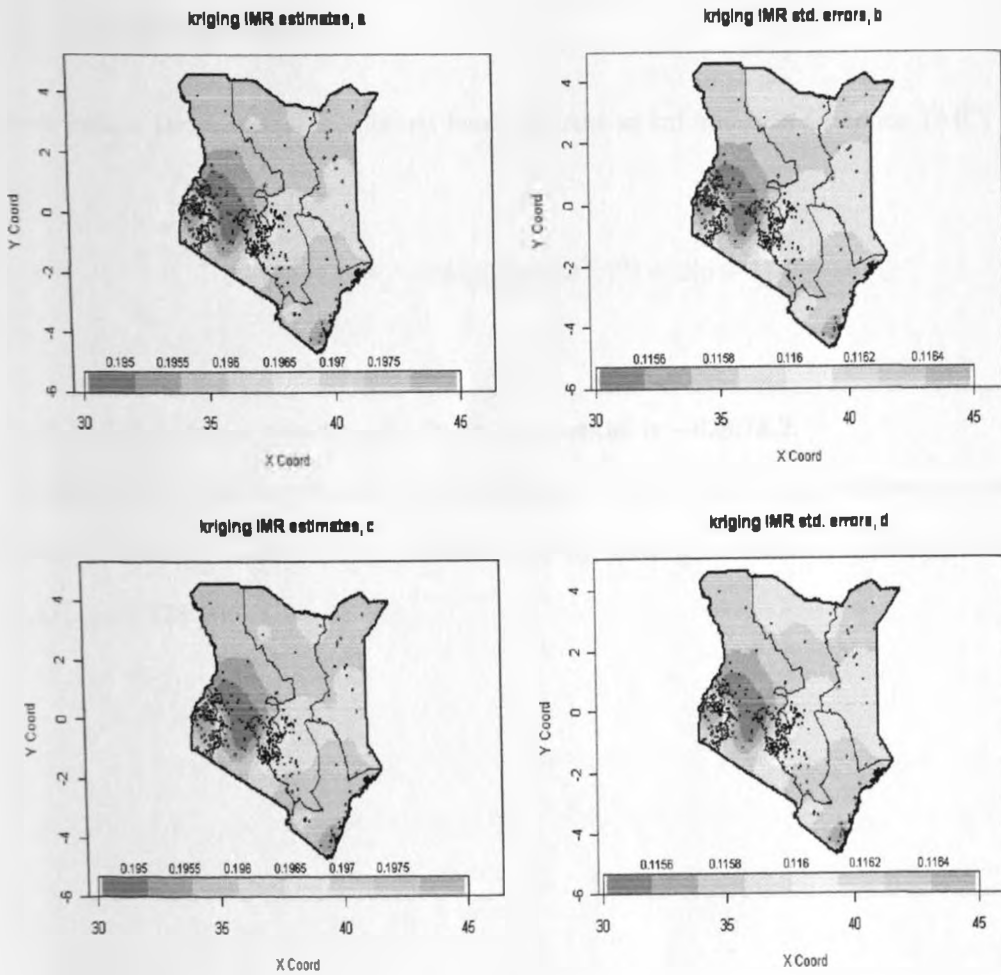 kriging IMR estimates, a
Y Coord
4
2
0
-2
-4
-6
0.195 0.1955 0.196 0.1965 0.197 0.1975
30 35 40 45
X Coord
kriging IMR std. errors, b
Y Coord
4
2
0
-2
-4
-6
0.1156 0.1158 0.116 0.1162 0.1164
30 35 40 45
X Coord
kriging IMR estimates, c
Y Coord
4
2
0
-2
-4
-6
0.195 0.1955 0.196 0.1965 0.197 0.1975
30 35 40 45
X Coord
kriging IMR std. errors, d
Y Coord
4
2
0
-2
-4
-6
0.1156 0.1158 0.116 0.1162 0.1164
30 35 40 45
X Coord